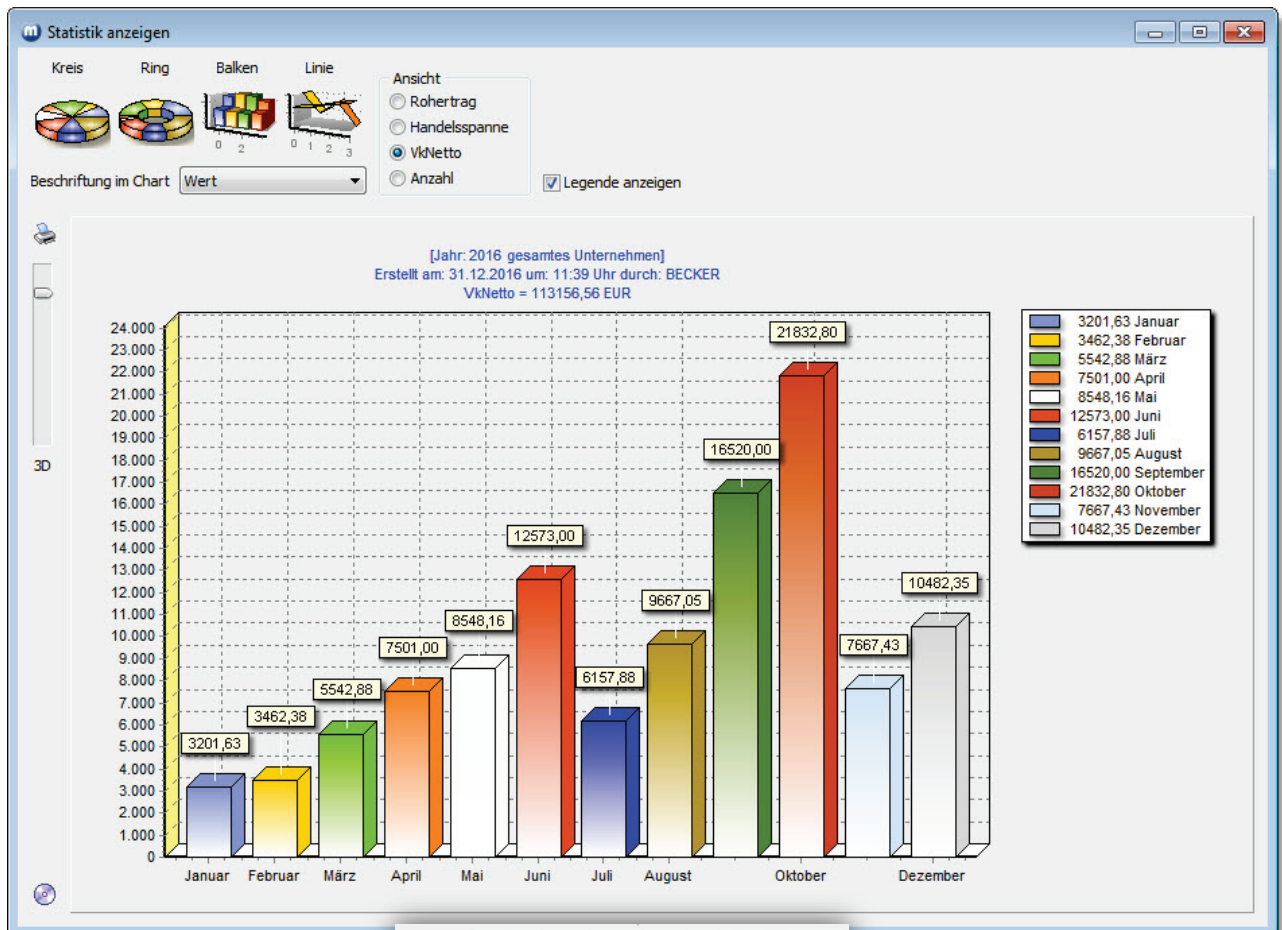 Statistik anzeigen
Kreis Ring Balken Linie
0 2
0 1 2 3
Ansicht
Rohertrag
Handelsspanne
VkNetto
Anzahl
Beschriftung im Chart Wert
Legende anzeigen
3D
[Jahr: 2016 gesamtes Unternehmen]
Erstellt am: 31.12.2016 um: 11:39 Uhr durch: BECKER
VkNetto = 113156,56 EUR
24.000
23.000
22.000
21.000
20.000
19.000
18.000
17.000
16.000
15.000
14.000
13.000
12.000
11.000
10.000
9.000
8.000
7.000
6.000
5.000
4.000
3.000
2.000
1.000
0
3201,63
3462,38
5542,88
7501,00
8548,16
12573,00
6157,88
9667,05
16520,00
21832,80
7667,43
10482,35
Januar Februar März April Mai Juni Juli August Oktober Dezember
3201,63 Januar
3462,38 Februar
5542,88 März
7501,00 April
8548,16 Mai
12573,00 Juni
6157,88 Juli
9667,05 August
16520,00 September
21832,80 Oktober
7667,43 November
10482,35 Dezember